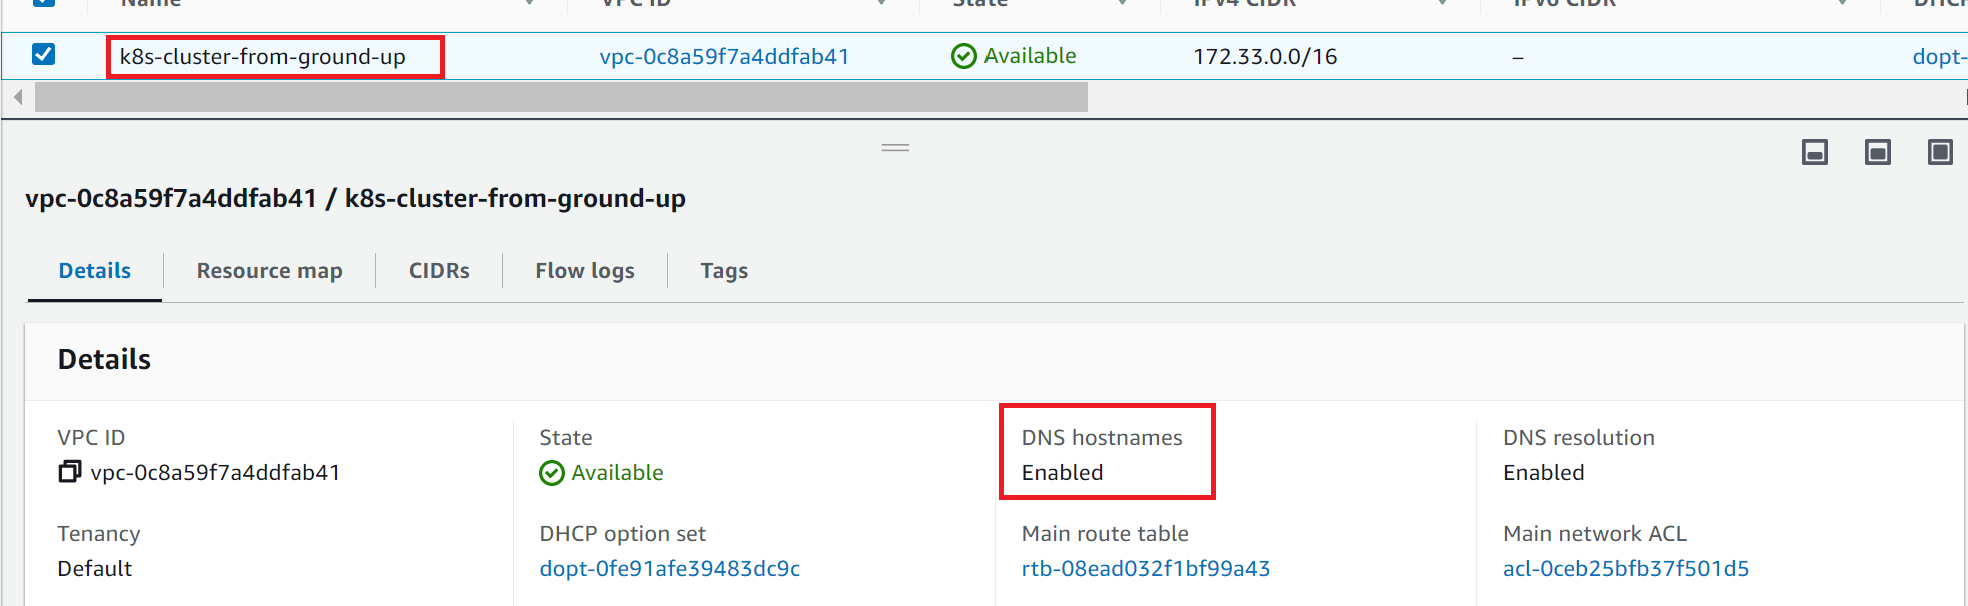 Name VPC ID State IPv4 CIDR IPv6 CIDR DHCP
k8s-cluster-from-ground-up vpc-0c8a59f7a4ddfab41 Available 172.33.0.0/16 – dopt-
vpc-0c8a59f7a4ddfab41 / k8s-cluster-from-ground-up
Details Resource map CIDRs Flow logs Tags
Details
VPC ID State DNS hostnames DNS resolution
vpc-0c8a59f7a4ddfab41 Available Enabled Enabled
Tenancy DHCP option set Main route table Main network ACL
Default dopt-0fe91afe39483dc9c rtb-08ead032f1bf99a43 acl-0ceb25bfb37f501d5